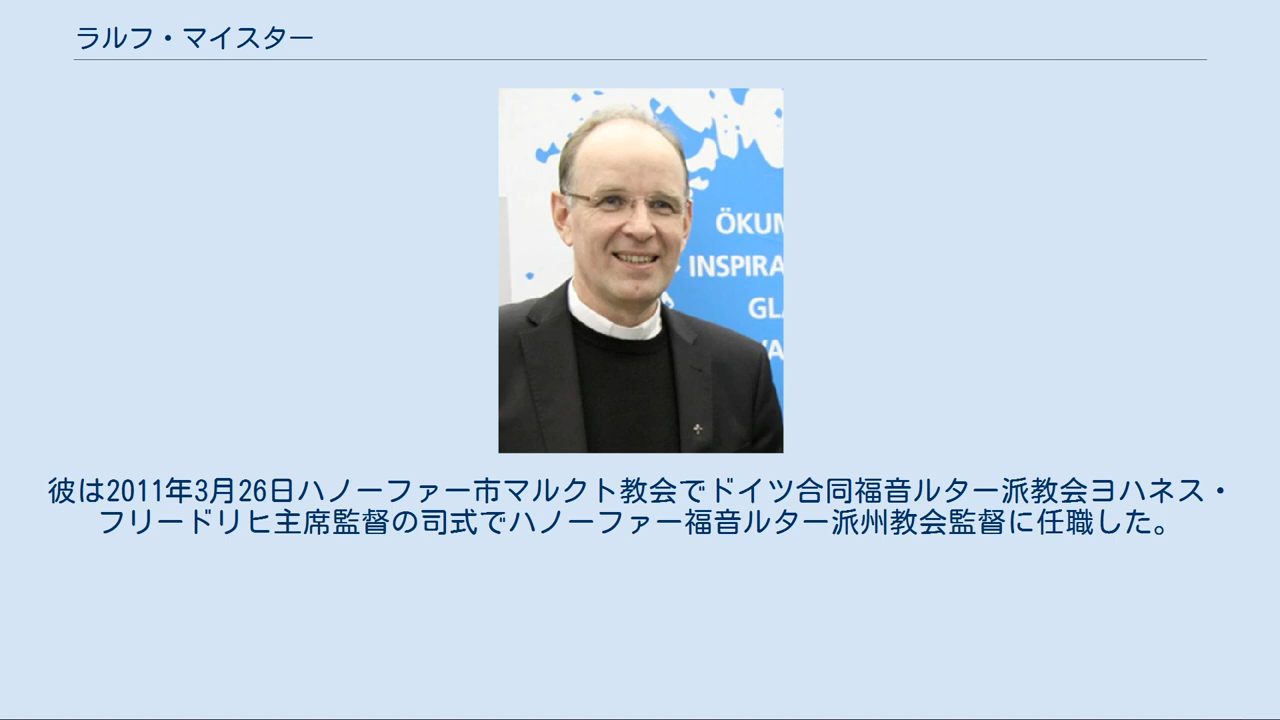 ラルフ・マイスター
ÖKUM
INSPIRA
GL
VA
彼は2011年3月26日ハノーファー市マルクト教会でドイツ合同福音ルター派教会ヨハネス・
フリードリヒ主席監督の司式でハノーファー福音ルター派州教会監督に任職した。